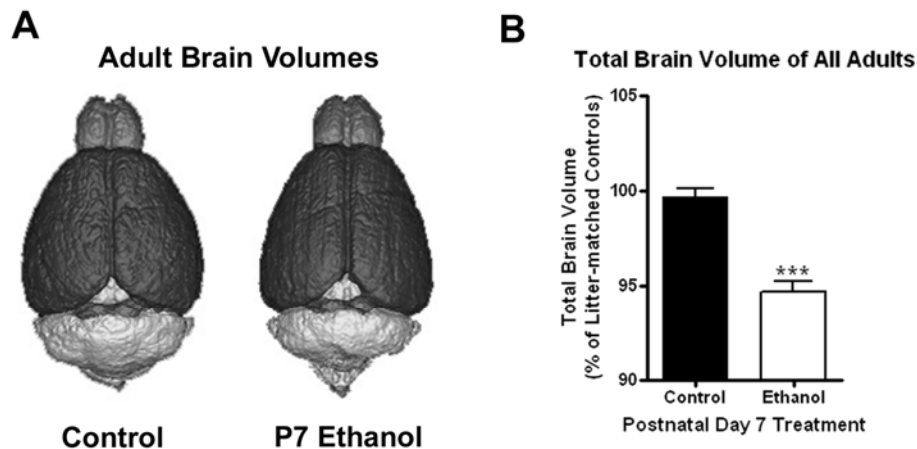 A
Adult Brain Volumes
Control
P7 Ethanol
B
Total Brain Volume of All Adults
Total Brain Volume
(% of Litter-matched Controls)
105
100
95
90
***
Control
Ethanol
Postnatal Day 7 Treatment